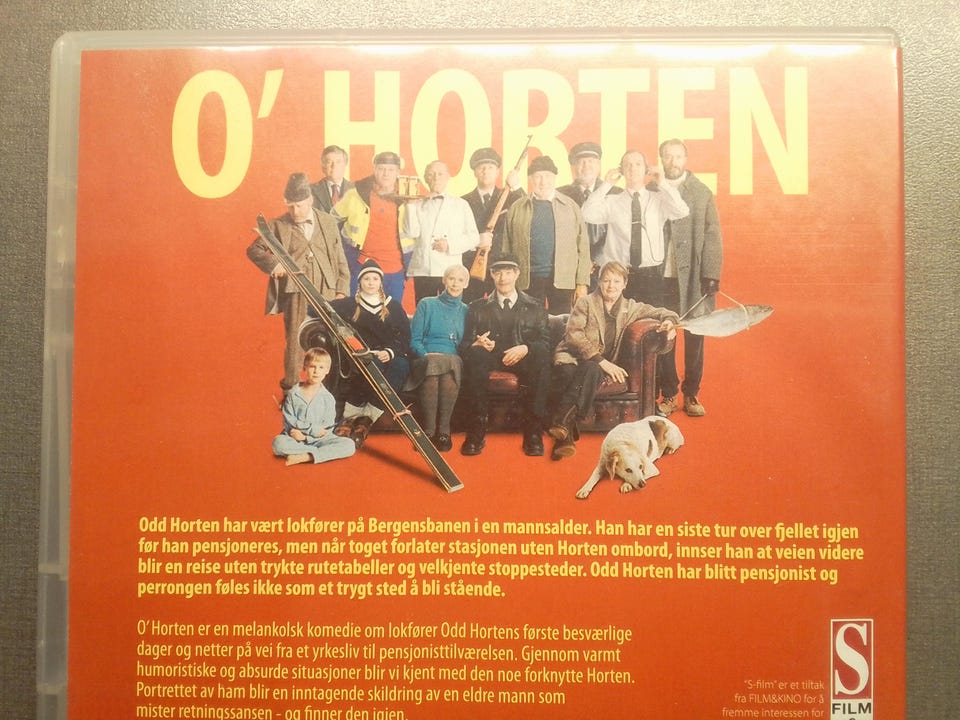 O' HORTEN
Odd Horten har vært lokfører på Bergensbanen i en mannsalder. Han har en siste tur over fjellet igjen
før han pensjoneres, men når toget forlater stasjonen uten Horten ombord, innser han at veien videre
blir en reise uten trykte rutetabeller og velkjente stoppesteder. Odd Horten har blitt pensjonist og
perrongen føles ikke som et trygt sted å bli stående.
O'Horten er en melankolsk komedie om lokfører Odd Hortens første besværlige
dager og netter på vei fra et yrkesliv til pensjonisttilværelsen. Gjennom varmt
humoristiske og absurde situasjoner blir vi kjent med den noe forknytte Horten.
Portrettet av ham blir en inntagende skildring av en eldre mann som
mister retningssansen - og finner den igjen.
S
FILM
"S-film" er et tiltak
fra FILM&KINO for å
fremme interessen for